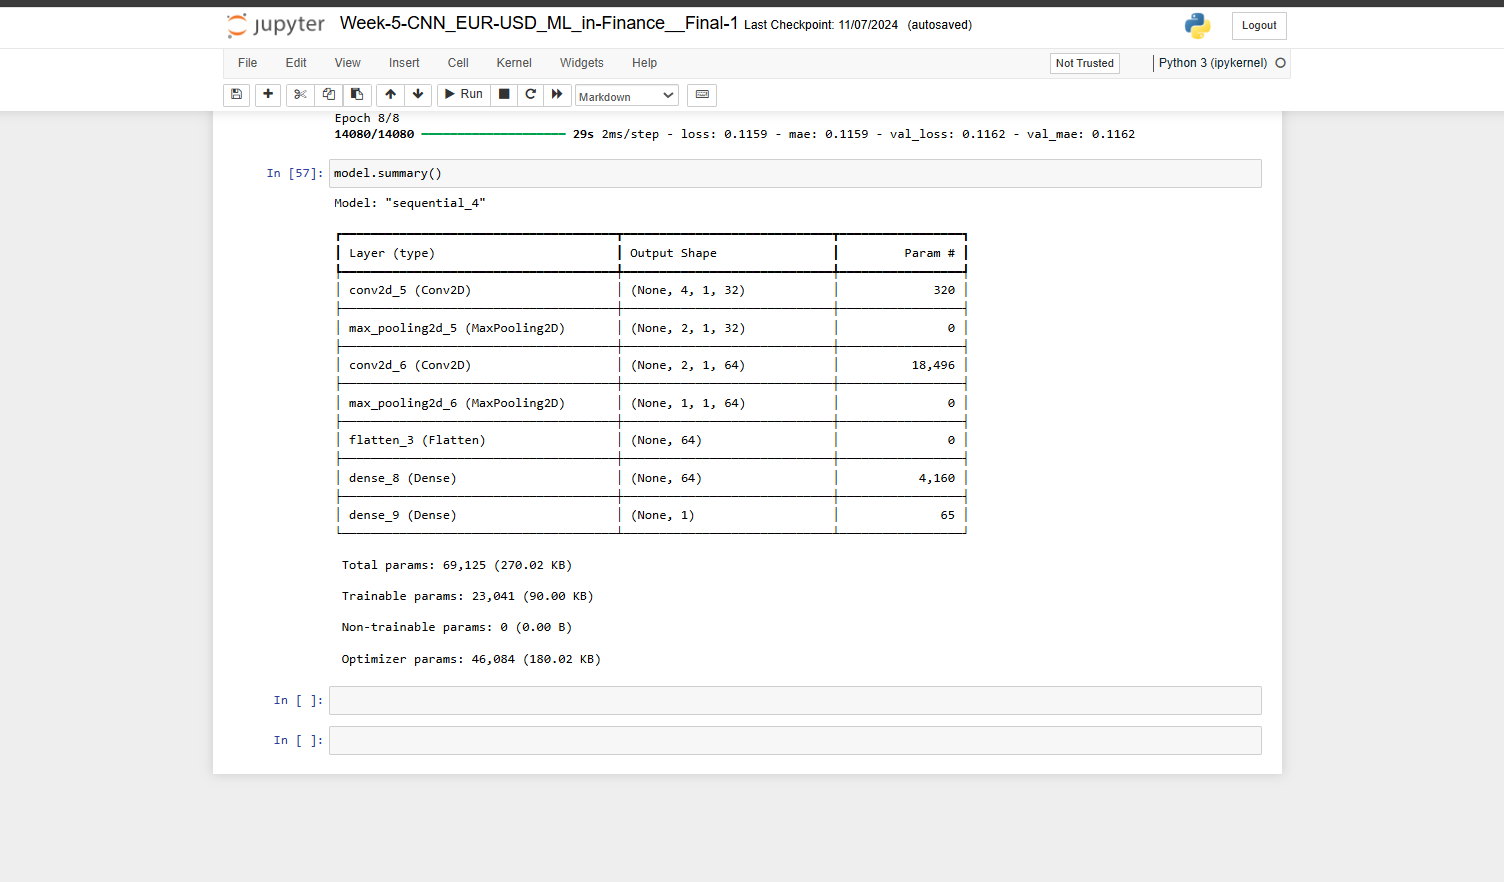 jupyter Week-5-CNN_EUR-USD_ML_in-Finance__Final-1 Last Checkpoint: 11/07/2024 (autosaved) Logout
File Edit View Insert Cell Kernel Widgets Help Not Trusted Python 3 (ipykernel)
Run Markdown
Epoch 8/8
14080/14080 29s 2ms/step - loss: 0.1159 - mae: 0.1159 - val_loss: 0.1162 - val_mae: 0.1162
In [57]: model.summary()
Model: "sequential_4"
Layer (type) Output Shape Param #
conv2d_5 (Conv2D) (None, 4, 1, 32) 320
max_pooling2d_5 (MaxPooling2D) (None, 2, 1, 32) 0
conv2d_6 (Conv2D) (None, 2, 1, 64) 18,496
max_pooling2d_6 (MaxPooling2D) (None, 1, 1, 64) 0
flatten_3 (Flatten) (None, 64) 0
dense_8 (Dense) (None, 64) 4,160
dense_9 (Dense) (None, 1) 65
Total params: 69,125 (270.02 KB)
Trainable params: 23,041 (90.00 KB)
Non-trainable params: 0 (0.00 B)
Optimizer params: 46,084 (180.02 KB)
In [ ]:
In [ ]: